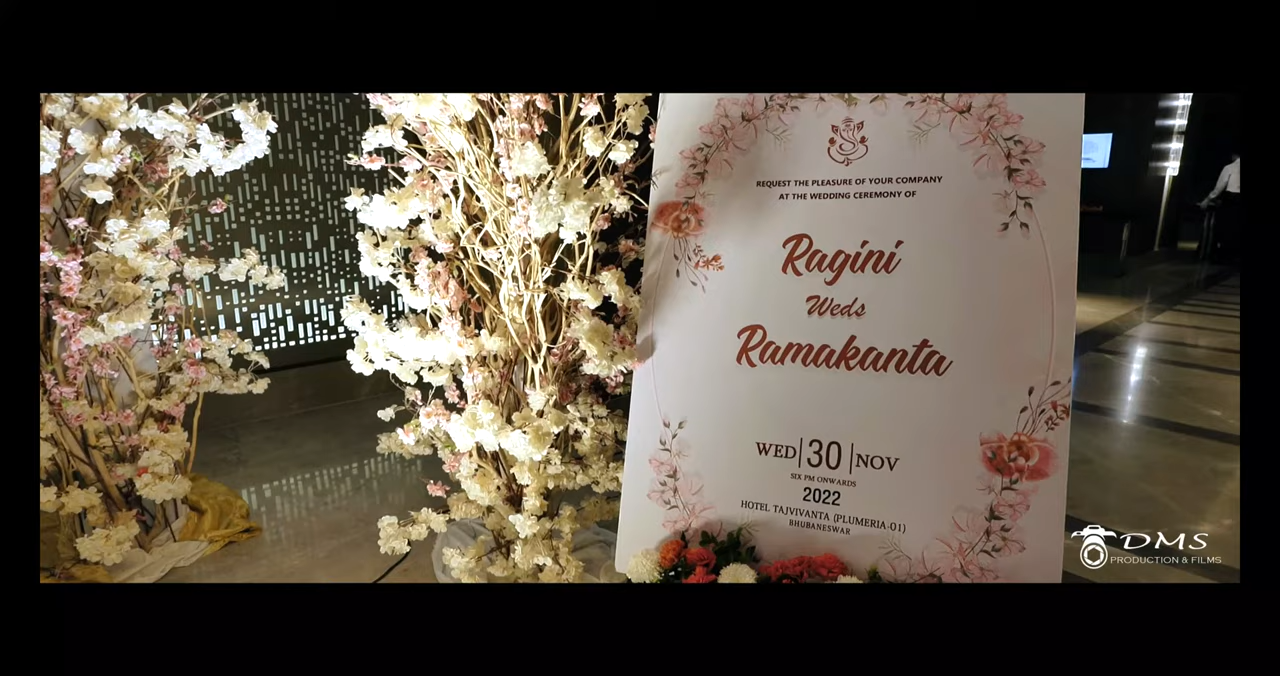 REQUEST THE PLEASURE OF YOUR COMPANY
AT THE WEDDING CEREMONY OF
Ragini
Weds
Ramakanta
WED|30|NOV
SIX PM ONWARDS
2022
HOTEL TAJVIVANTA (PLUMERIA-01)
BHUBANESWAR
DMS
PRODUCTION & FILMS